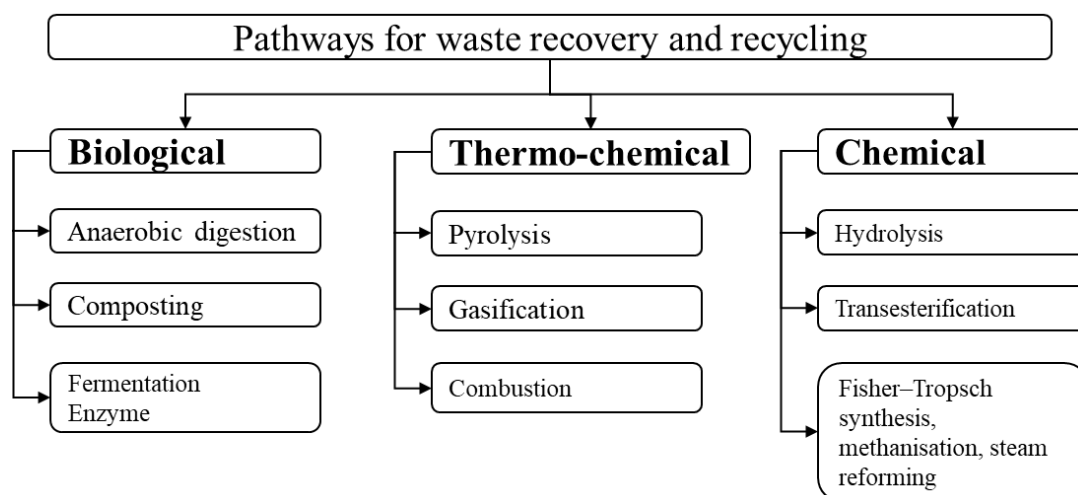 Pathways for waste recovery and recycling
Biological
Anaerobic digestion
Composting
Fermentation
Enzyme
Thermo-chemical
Pyrolysis
Gasification
Combustion
Chemical
Hydrolysis
Transesterification
Fisher–Tropsch
synthesis,
methanisation, steam
reforming